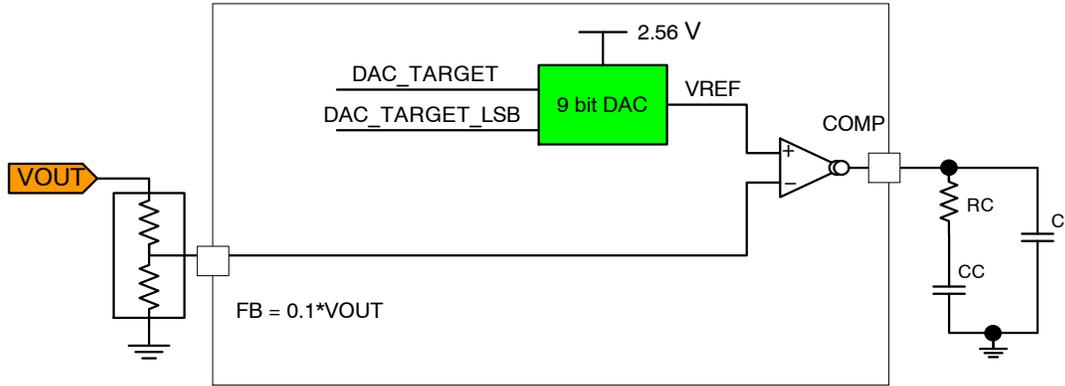 2.56 V
DAC_TARGET
9 bit DAC
VREF
DAC_TARGET_LSB
COMP
+
−
VOUT
RC
C
CC
FB = 0.1*VOUT